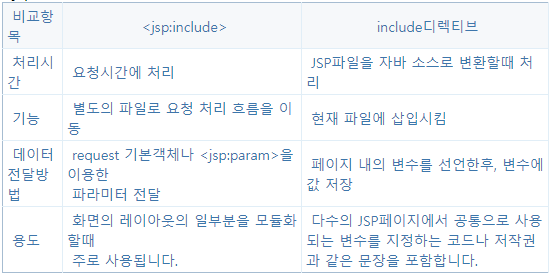 비교항목
<jsp:include>
include디렉티브
처리시간
요청시간에 처리
JSP파일을 자바 소스로 변환할때 처
리
기능
별도의 파일로 요청 처리 흐름을 이
동
현재 파일에 삽입시킴
데이터
전달방
법
request 기본객체나 <jsp:param>을
이용한
파라미터 전달
페이지 내의 변수를 선언한후, 변수에
값 저장
용도
화면의 레이아웃의 일부분을 모듈화
할때
주로 사용됩니다.
다수의 JSP페이지에서 공통으로 사용
되는 변수를 지정하는 코드나 저작권
과 같은 문장을 포함합니다.